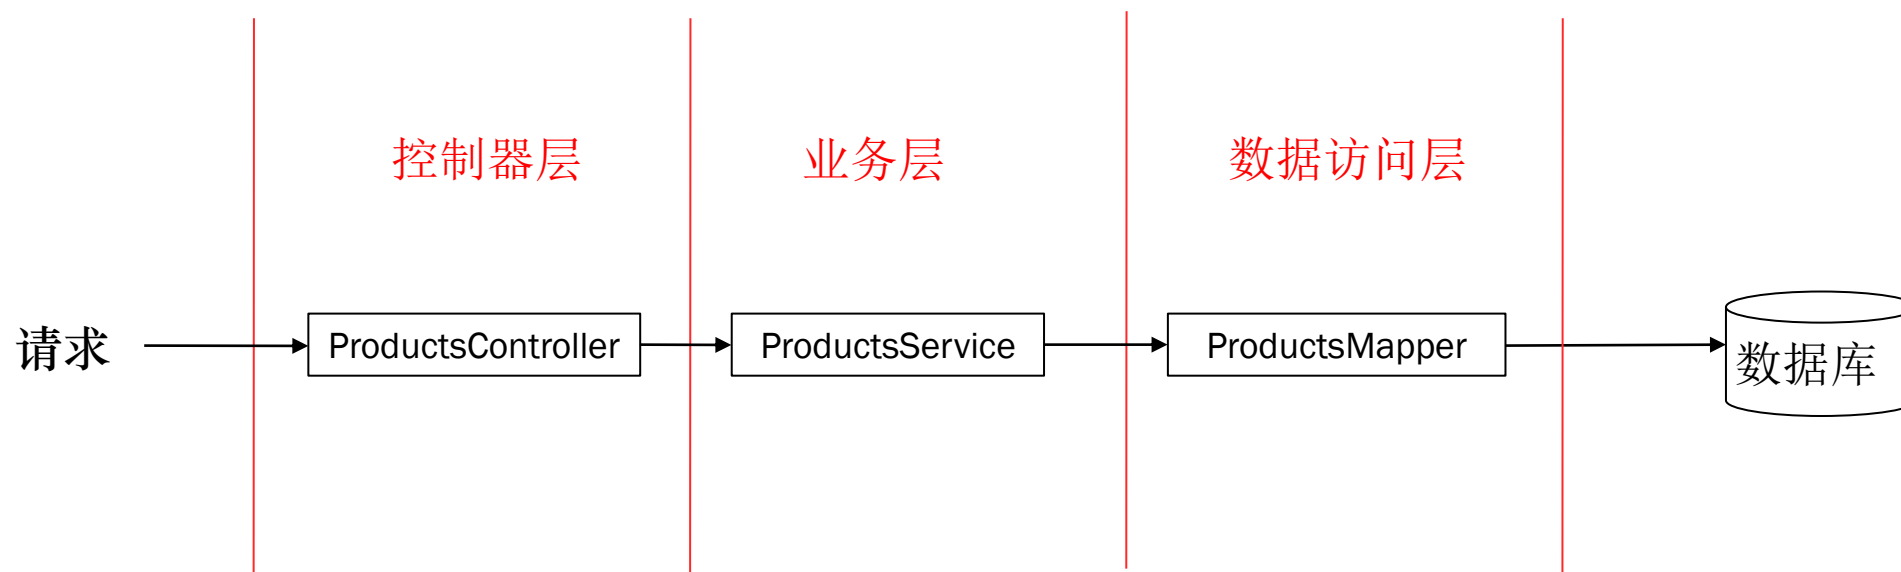 控制器层
业务层
数据访问层
请求
ProductsController
ProductsService
ProductsMapper
数据库